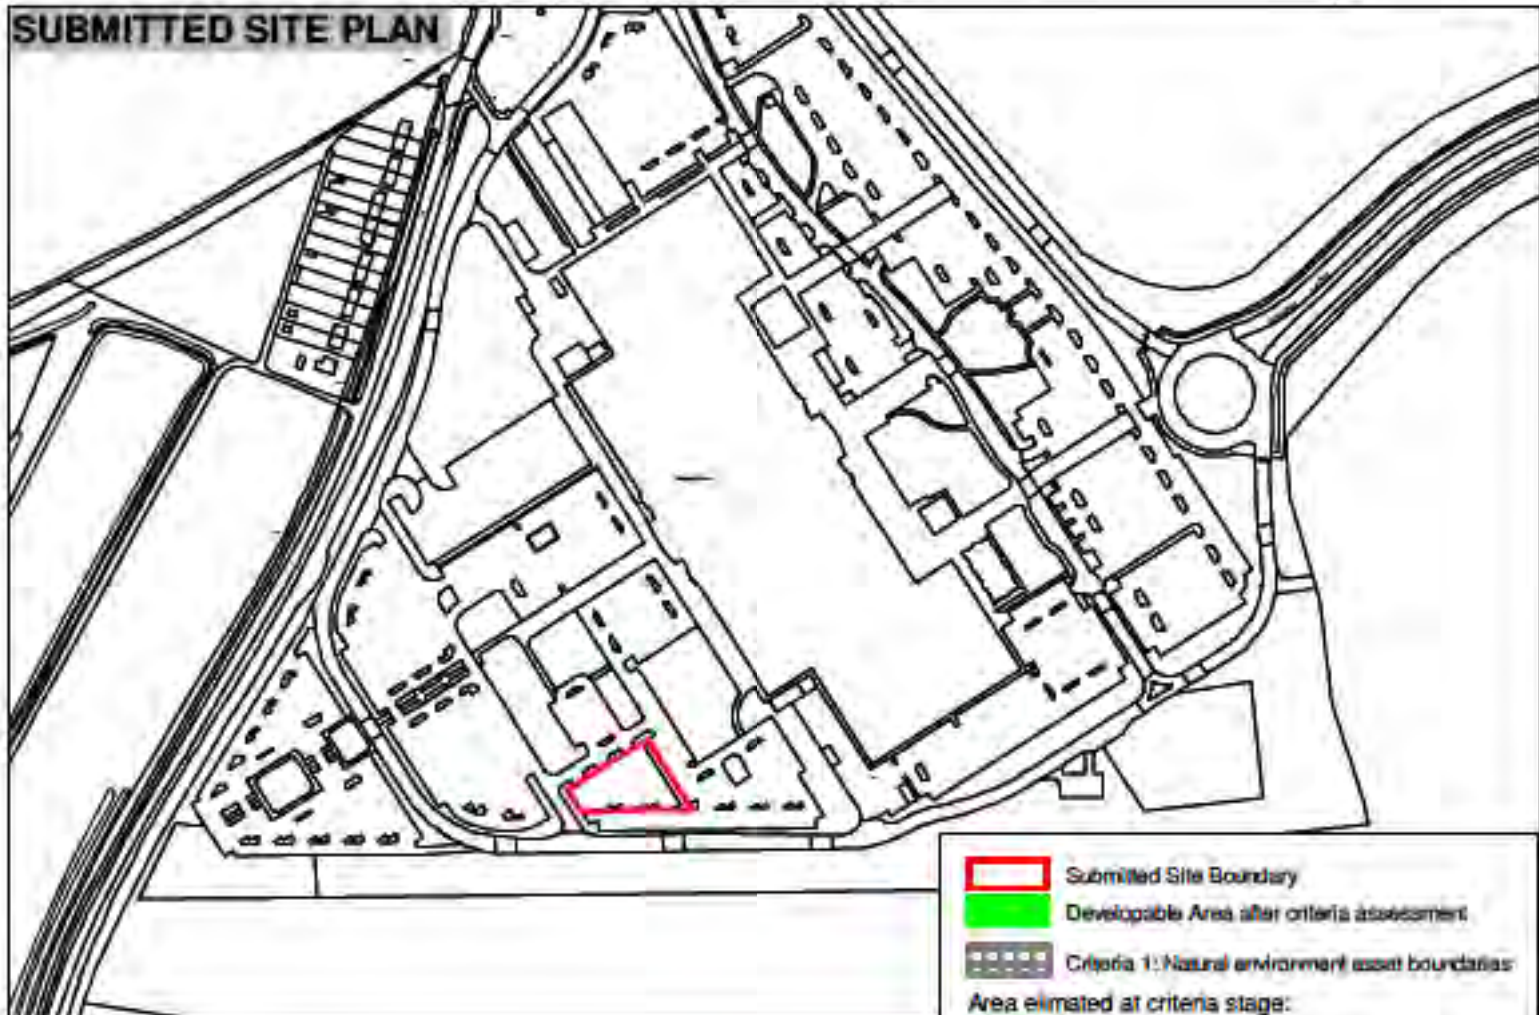 SUBMITTED SITE PLAN
Submitted Site Boundary
Developable Area after criteria assessment
Criteria 1: Natural environment asset boundaries
Area elimated at criteria stage: